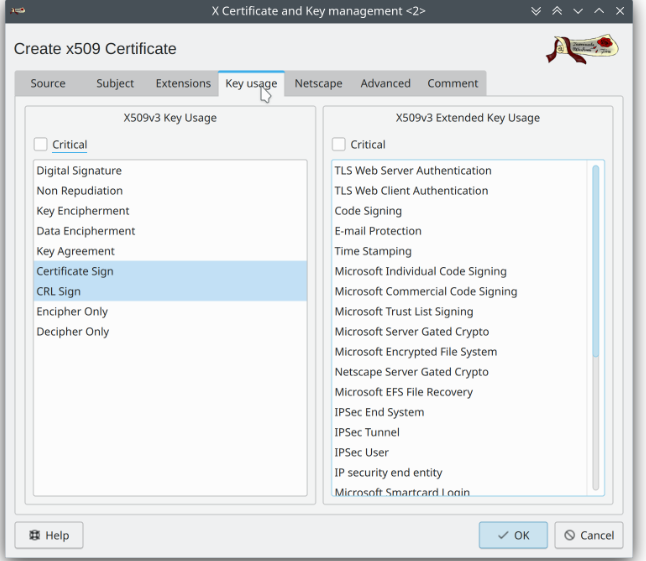 X Certificate and Key management <2>
Create x509 Certificate
Source Subject Extensions Key usage Netscape Advanced Comment
X509v3 Key Usage
Critical
Digital Signature
Non Repudiation
Key Encipherment
Data Encipherment
Key Agreement
Certificate Sign
CRL Sign
Encipher Only
Decipher Only
X509v3 Extended Key Usage
Critical
TLS Web Server Authentication
TLS Web Client Authentication
Code Signing
E-mail Protection
Time Stamping
Microsoft Individual Code Signing
Microsoft Commercial Code Signing
Microsoft Trust List Signing
Microsoft Server Gated Crypto
Microsoft Encrypted File System
Netscape Server Gated Crypto
Microsoft EFS File Recovery
IPSec End System
IPSec Tunnel
IPSec User
IP security end entity
Microsoft Smartcard Login
Help
OK
Cancel